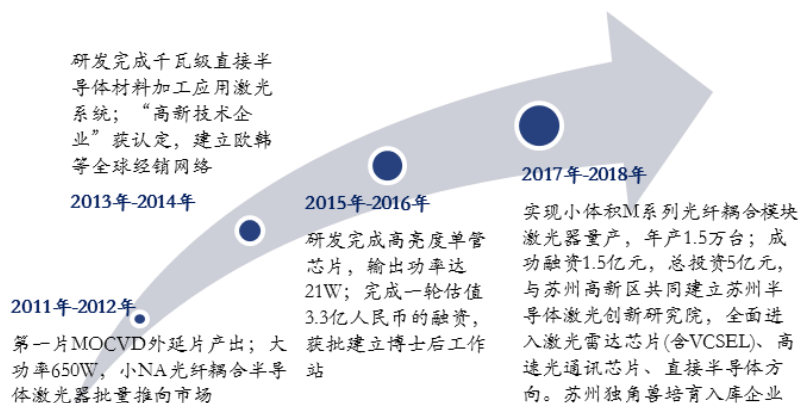 研发完成千瓦级直接半
导体材料加工应用激光
系统；“高新技术企
业”获认定，建立欧韩
等全球经销网络
2013年-2014年
2011年-2012年
第一片MOCVD外延片产出；大
功率650W，小NA光纤耦合半导
体激光器批量推向市场
2015年-2016年
研发完成高亮度单管
芯片，输出功率达
21W；完成一轮估值
3.3亿人民币的融资，
获批建立博士后工作
站
2017年-2018年
实现小体积M系列光纤耦合模块
激光器量产，年产1.5万台；成
功融资1.5亿元，总投资5亿元，
与苏州高新区共同建立苏州半
导体激光创新研究院，全面进
入激光雷达芯片(含VCSEL)、高
速光通讯芯片、直接半导体方
向。苏州独角兽培育入库企业